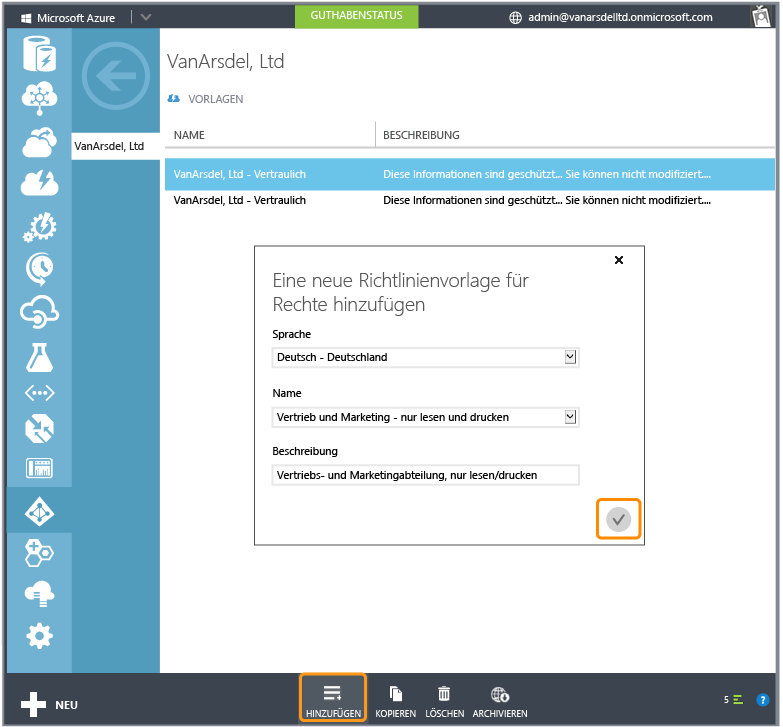 Microsoft Azure
GUTHABENSTATUS
admin@vanarsdelltd.onmicrosoft.com
VanArsdel, Ltd
VORLAGEN
VanArsdel, Ltd
NAME BESCHREIBUNG
VanArsdel, Ltd - Vertraulich Diese Informationen sind geschützt... Sie können nicht modifiziert....
VanArsdel, Ltd - Vertraulich Diese Informationen sind geschützt... Sie können nicht modifiziert....
Eine neue Richtlinienvorlage für
Rechte hinzufügen
Sprache
Deutsch - Deutschland
Name
Vertrieb und Marketing - nur lesen und drucken
Beschreibung
Vertriebs- und Marketingabteilung, nur lesen/drucken
NEU
HINZUFÜGEN KOPIEREN LÖSCHEN ARCHIVIEREN
5
?